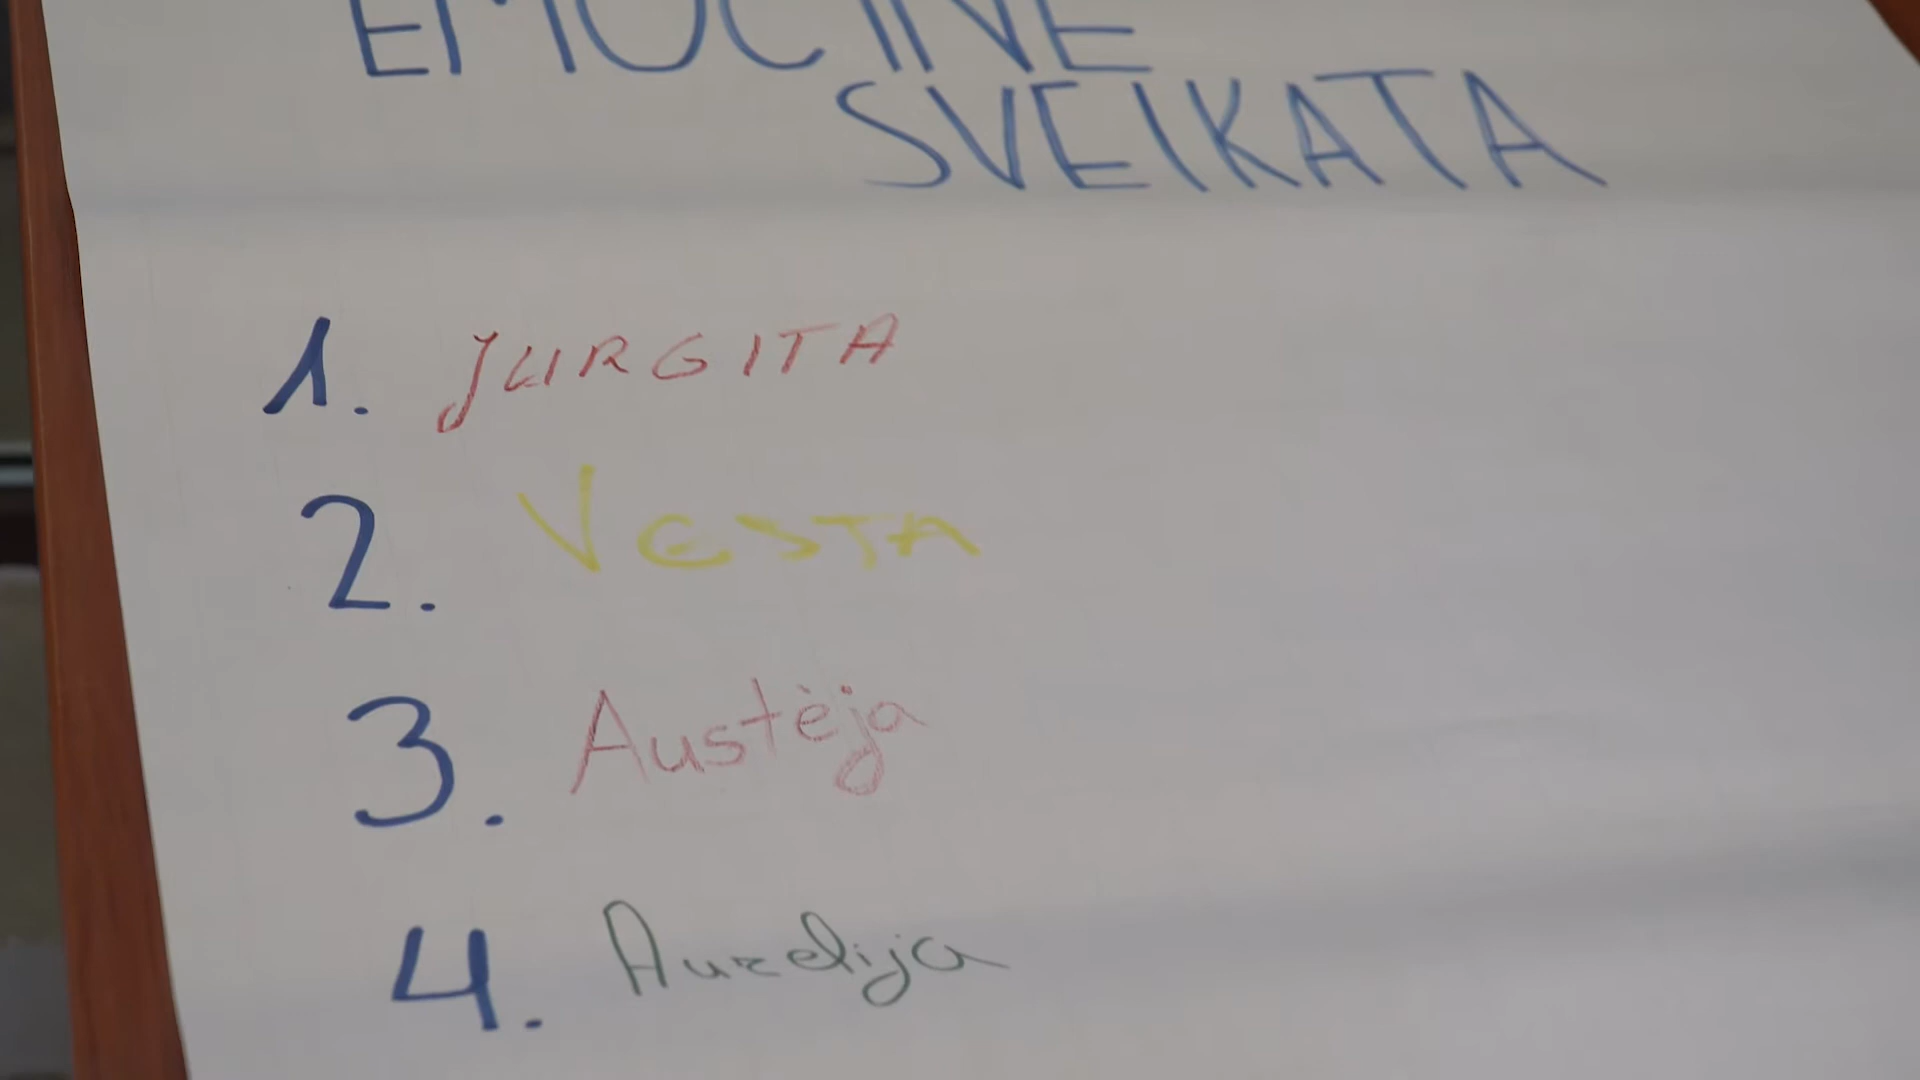 EMOCINĖ
SVEIKATA
1. JURGITA
2. VESTA
3. Austėja
4. Aurelija